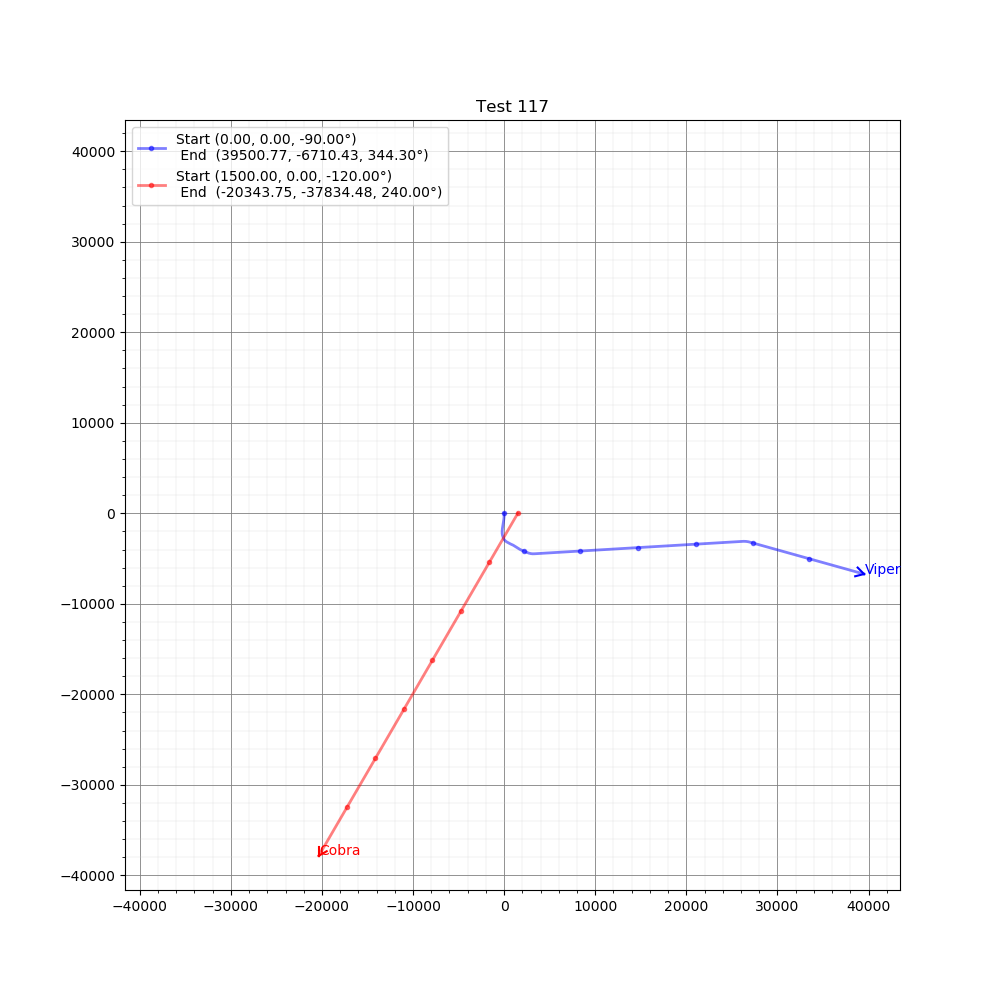 Test 117
Start (0.00, 0.00, -90.00°)
End (39500.77, -6710.43, 344.30°)
Start (1500.00, 0.00, -120.00°)
End (-20343.75, -37834.48, 240.00°)
40000
30000
20000
10000
0
−10000
−20000
−30000
−40000
Viper
Cobra
−40000 −30000 −20000 −10000 0 10000 20000 30000 40000